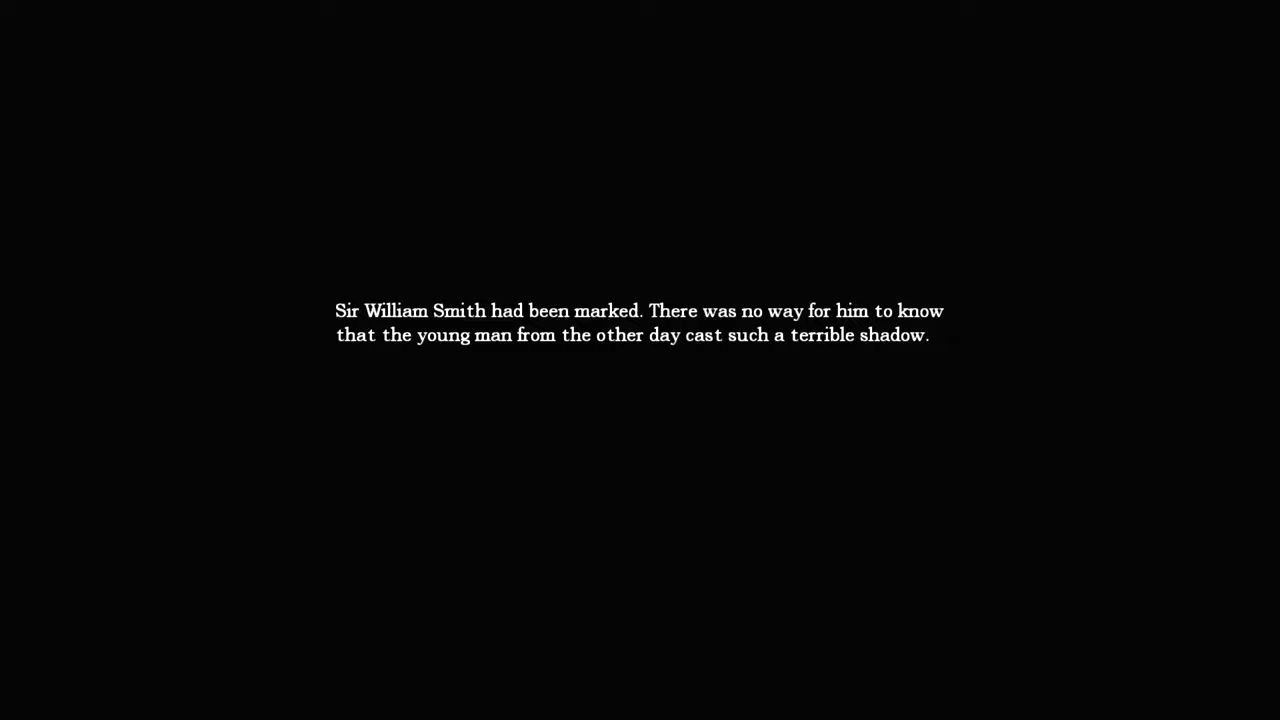 Sir William Smith had been marked. There was no way for him to know
that the young man from the other day cast such a terrible shadow.